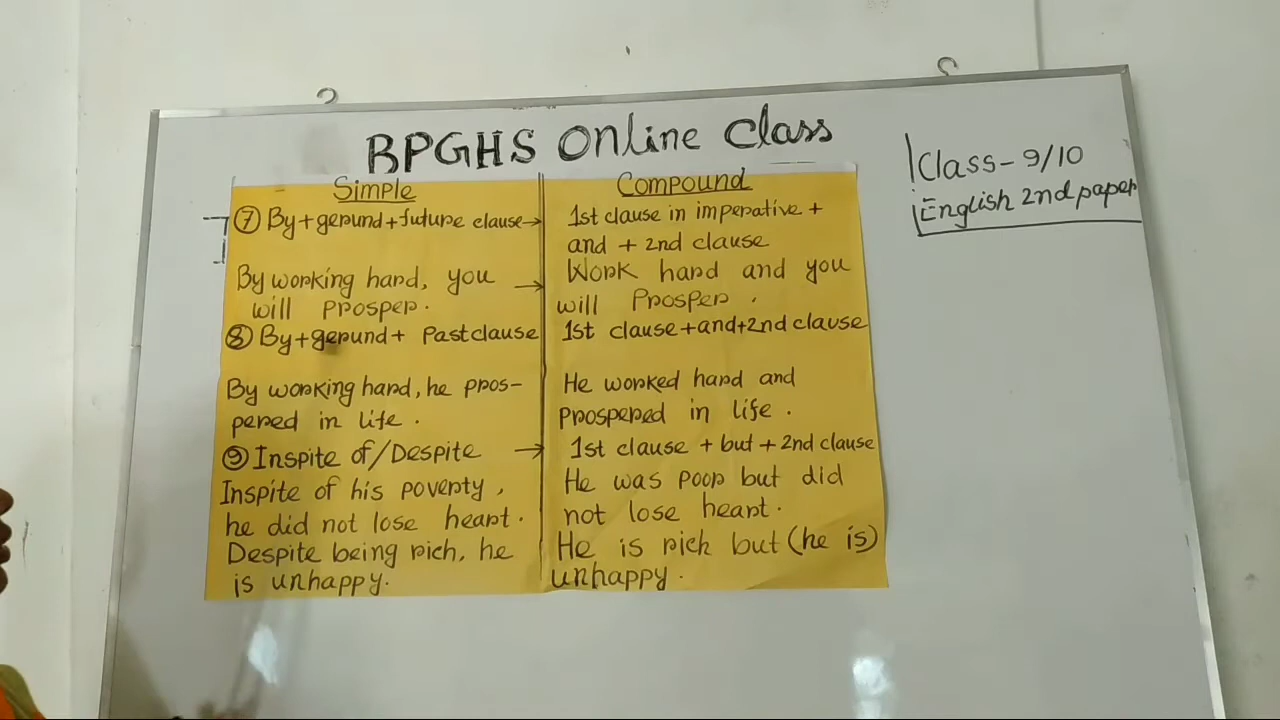 BPGHS Online Class
Class-9/10
English 2nd paper
Simple
⑦ By+gerund+future clause→
By working hard, you →
will prosper.
⑧ By+gerund+ Past clause
By working hard, he pros-
pered in life.
⑨ Inspite of/Despite →
Inspite of his poverty,
he did not lose heart.
Despite being rich, he
is unhappy.
Compound
1st clause in imperative +
and + 2nd clause
Work hard and you
will Prosper.
1st clause+and+2nd clause
He worked hard and
prospered in life.
1st clause + but + 2nd clause
He was poor but did
not lose heart.
He is rich but (he is)
unhappy.